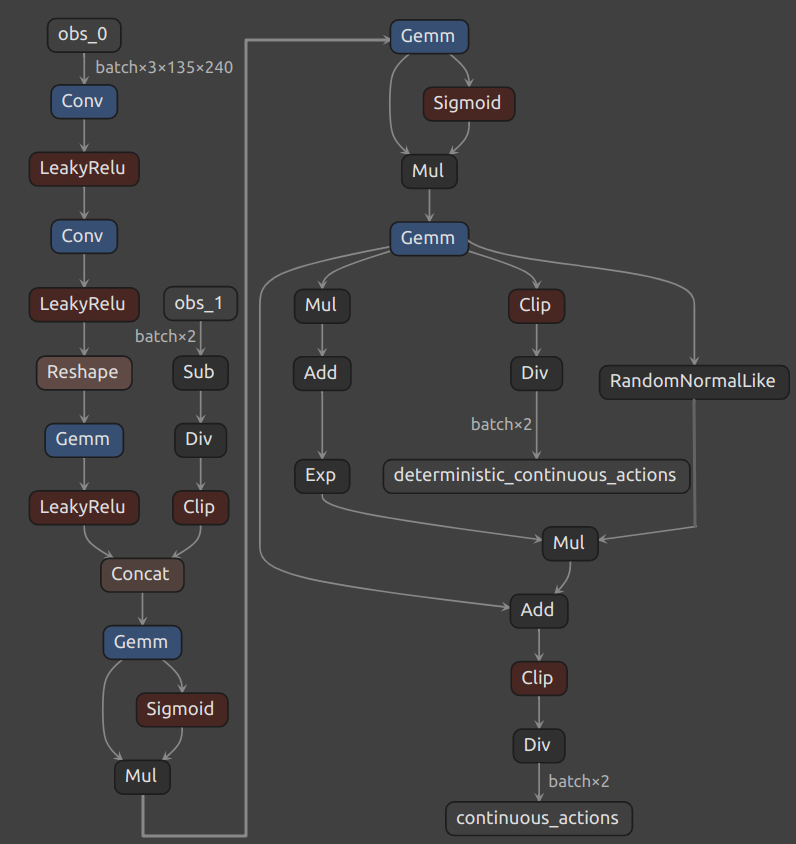 obs_0
batch×3×135×240
Conv
LeakyRelu
Conv
LeakyRelu
obs_1
batch×2
Reshape
Sub
Gemm
Div
LeakyRelu
Clip
Concat
Gemm
Sigmoid
Mul
Gemm
Sigmoid
Mul
Gemm
Mul
Clip
Add
Div
RandomNormalLike
batch×2
Exp
deterministic_continuous_actions
Mul
Add
Clip
Div
batch×2
continuous_actions